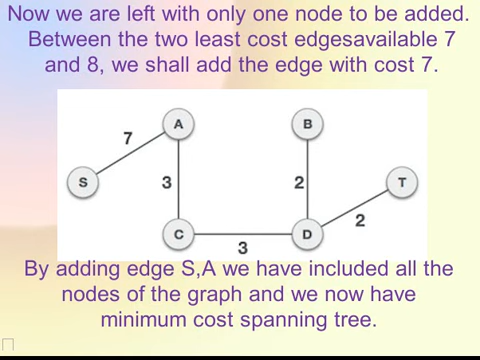 Now we are left with only one node to be added.
Between the two least cost edgesavailable 7
and 8, we shall add the edge with cost 7.
A
B
7
S
3
2
T
2
C
D
3
By adding edge S,A we have included all the
nodes of the graph and we now have
minimum cost spanning tree.